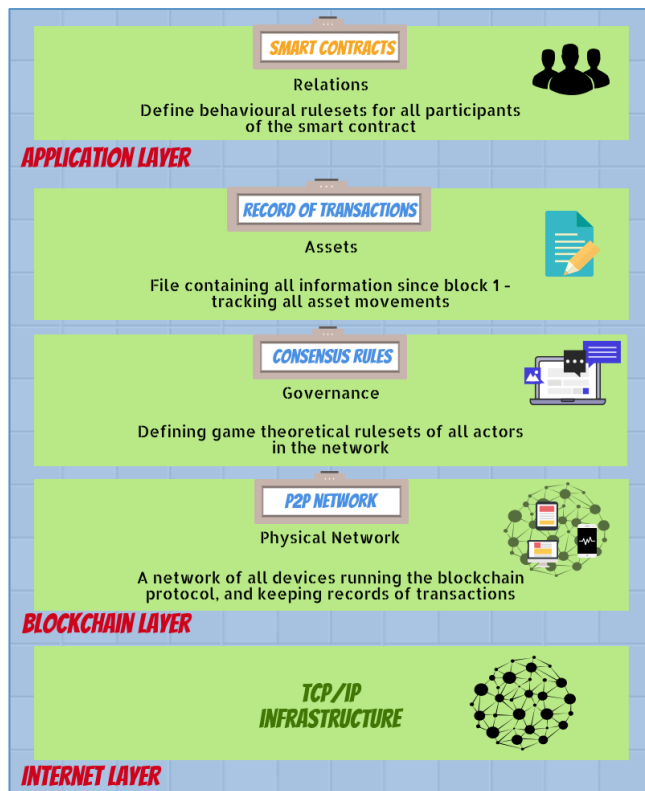 SMART CONTRACTS
Relations
Define behavioural rulesets for all participants
of the smart contract
APPLICATION LAYER
RECORD OF TRANSACTIONS
Assets
File containing all information since block 1 -
tracking all asset movements
CONSENSUS RULES
Governance
Defining game theoretical rulesets of all actors
in the network
P2P NETWORK
Physical Network
A network of all devices running the blockchain
protocol, and keeping records of transactions
BLOCKCHAIN LAYER
TCP/IP
INFRASTRUCTURE
INTERNET LAYER